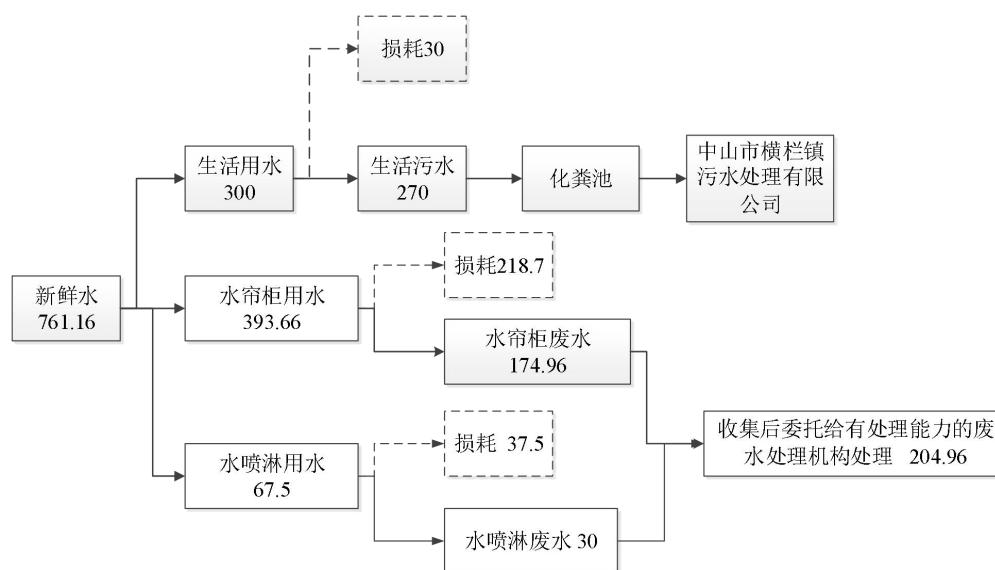 损耗30
生活用水
300
生活污水
270
化粪池
中山市横栏镇
污水处理有限
公司
新鲜水
761.16
水帘柜用水
393.66
损耗218.7
水帘柜废水
174.96
水喷淋用水
67.5
损耗 37.5
水喷淋废水 30
收集后委托给有处理能力的废
水处理机构处理 204.96